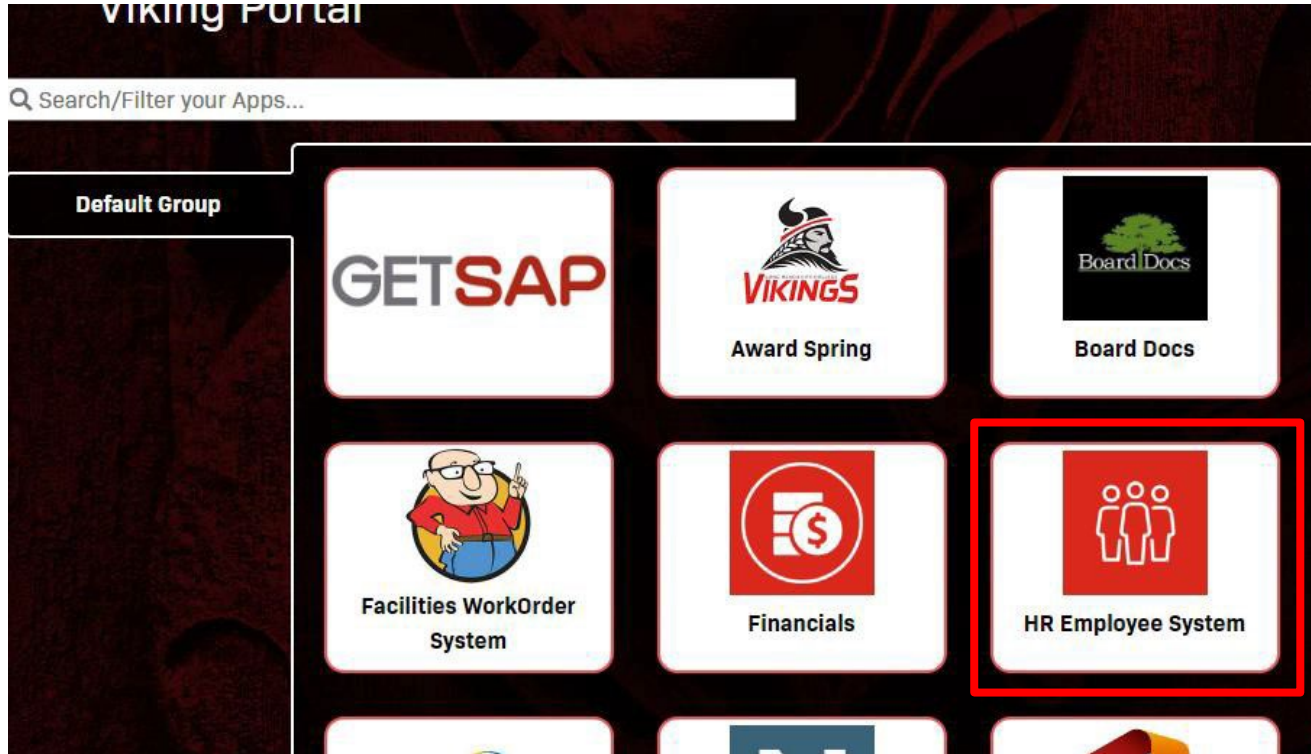 Viking Portal
Search/Filter your Apps...
Default Group
GETSAP
VIKINGS
Award Spring
Board Docs
Board Docs
Facilities WorkOrder
System
$
Financials
HR Employee System